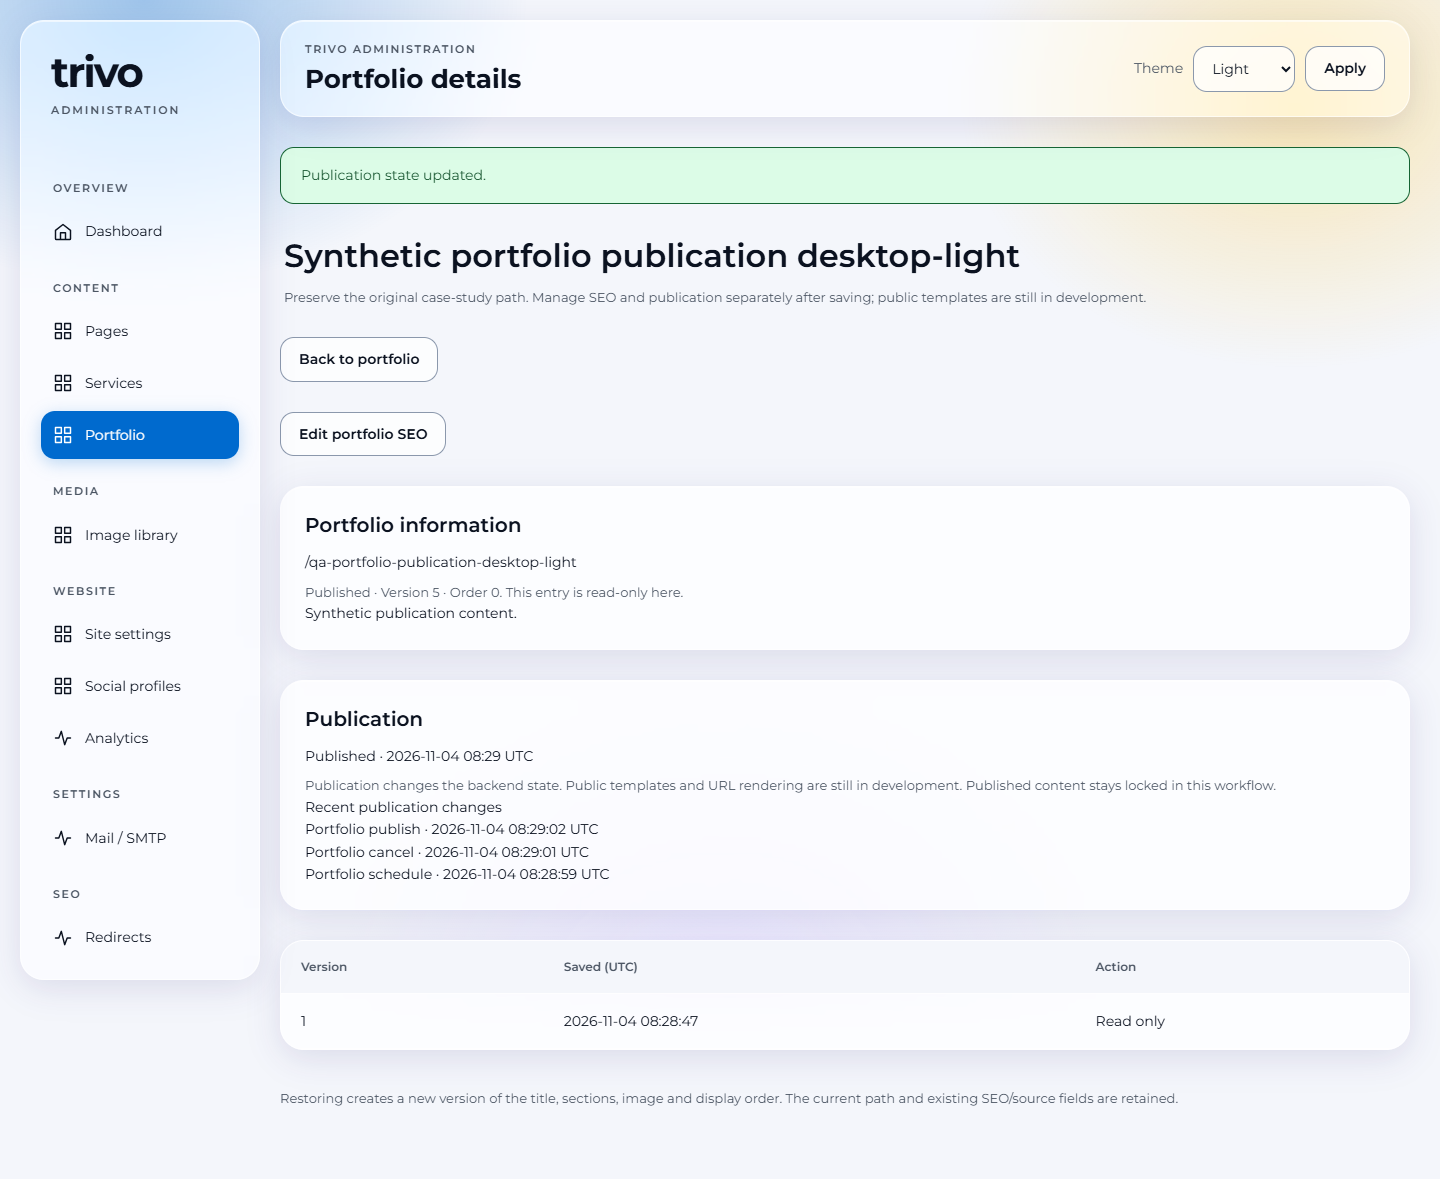 trivo
ADMINISTRATION
OVERVIEW
Dashboard
CONTENT
Pages
Services
Portfolio
MEDIA
Image library
WEBSITE
Site settings
Social profiles
Analytics
SETTINGS
Mail / SMTP
SEO
Redirects
TRIVO ADMINISTRATION
Portfolio details
Theme
Light
Apply
Publication state updated.
Synthetic portfolio publication desktop-light
Preserve the original case-study path. Manage SEO and publication separately after saving; public templates are still in development.
Back to portfolio
Edit portfolio SEO
Portfolio information
/qa-portfolio-publication-desktop-light
Published · Version 5 · Order 0. This entry is read-only here.
Synthetic publication content.
Publication
Published · 2026-11-04 08:29 UTC
Publication changes the backend state. Public templates and URL rendering are still in development. Published content stays locked in this workflow.
Recent publication changes
Portfolio publish · 2026-11-04 08:29:02 UTC
Portfolio cancel · 2026-11-04 08:29:01 UTC
Portfolio schedule · 2026-11-04 08:28:59 UTC
Version Saved (UTC) Action
1 2026-11-04 08:28:47 Read only
Restoring creates a new version of the title, sections, image and display order. The current path and existing SEO/source fields are retained.